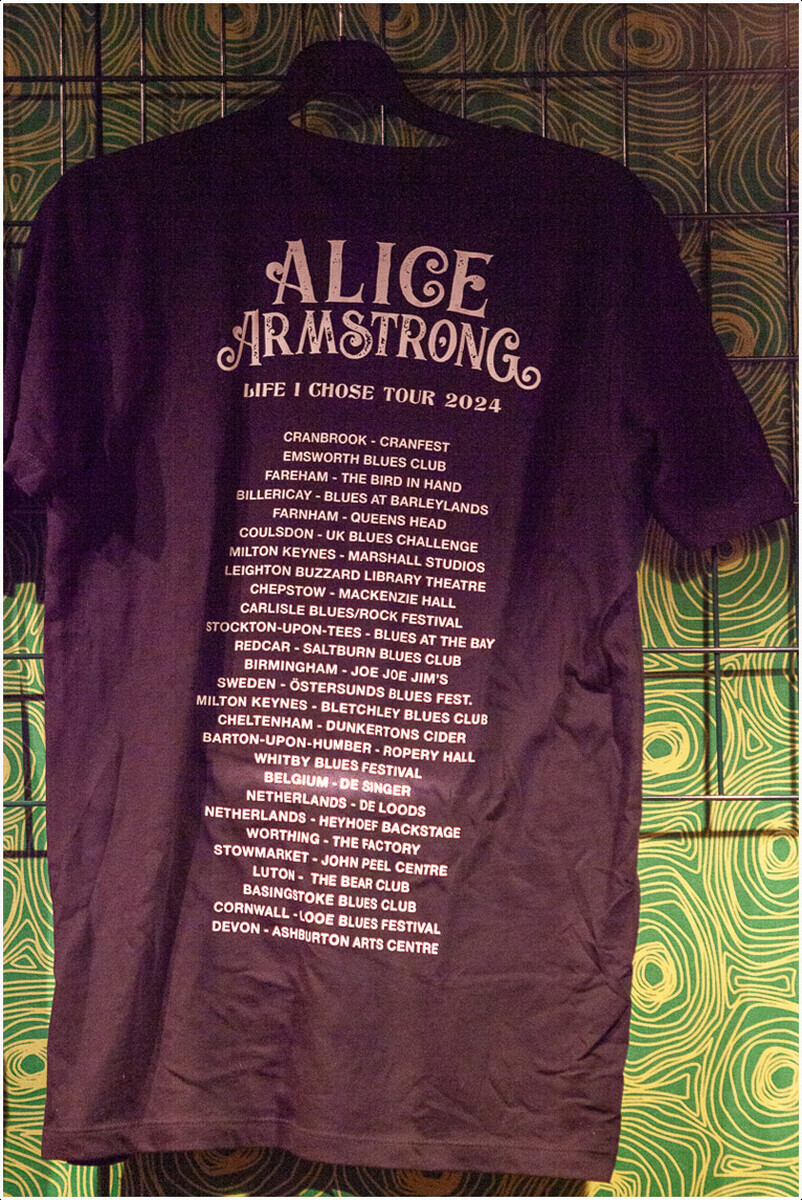 ALICE
ARMSTRONG
LIFE I CHOSE TOUR 2024
CRANBROOK - CRANFEST
EMSWORTH BLUES CLUB
FAREHAM - THE BIRD IN HAND
BILLERICAY - BLUES AT BARLEYLANDS
FARNHAM - QUEENS HEAD
COULSDON - UK BLUES CHALLENGE
MILTON KEYNES - MARSHALL STUDIOS
LEIGHTON BUZZARD LIBRARY THEATRE
CHEPSTOW - MACKENZIE HALL
CARLISLE BLUES/ROCK FESTIVAL
STOCKTON-UPON-TEES - BLUES AT THE BAY
REDCAR - SALTBURN BLUES CLUB
BIRMINGHAM - JOE JOE JIM'S
SWEDEN - ÖSTERSUNDS BLUES FEST.
MILTON KEYNES - BLETCHLEY BLUES CLUB
CHELTENHAM - DUNKERTONS CIDER
BARTON-UPON-HUMBER - ROPERY HALL
WHITBY BLUES FESTIVAL
BELGIUM - DE SINGER
NETHERLANDS - DE LOODS
NETHERLANDS - HEYHOEF BACKSTAGE
WORTHING - THE FACTORY
STOWMARKET - JOHN PEEL CENTRE
LUTON - THE BEAR CLUB
BASINGSTOKE BLUES CLUB
CORNWALL - LOOE BLUES FESTIVAL
DEVON - ASHBURTON ARTS CENTRE